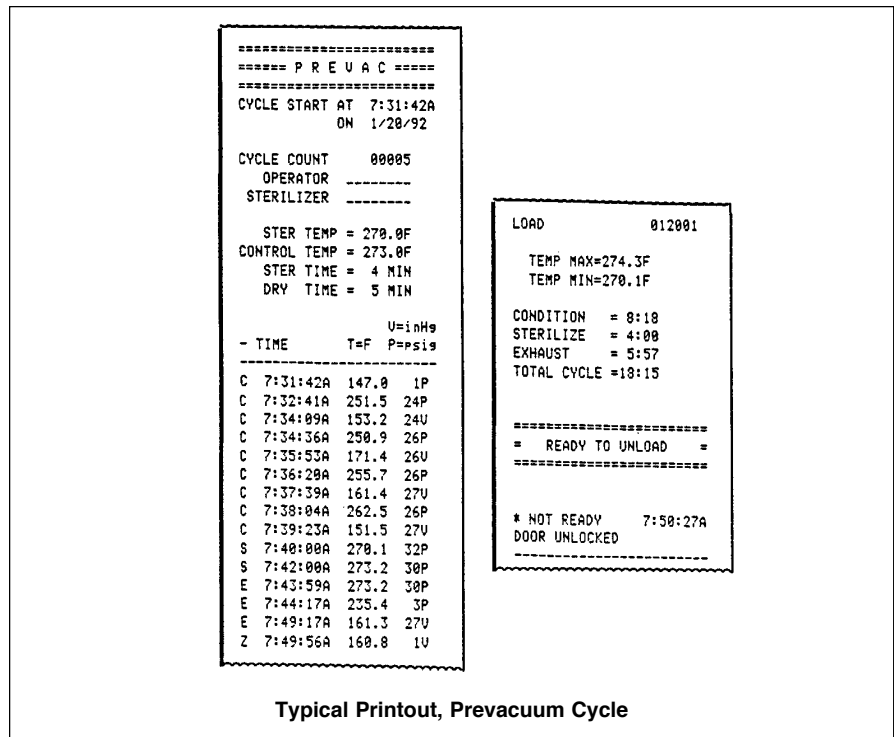 =========================
====== P R E V A C =====
=========================
CYCLE START AT 7:31:42A
ON 1/20/92
CYCLE COUNT 00005
OPERATOR --------
STERILIZER --------
STER TEMP = 270.0F
CONTROL TEMP = 273.0F
STER TIME = 4 MIN
DRY TIME = 5 MIN
V=inHg
- TIME T=F P=psig
-------------------------
C 7:31:42A 147.0 1P
C 7:32:41A 251.5 24P
C 7:34:09A 153.2 24V
C 7:34:36A 250.9 26P
C 7:35:53A 171.4 26V
C 7:36:20A 255.7 26P
C 7:37:39A 161.4 27V
C 7:38:04A 262.5 26P
C 7:39:23A 151.5 27V
S 7:40:00A 270.1 32P
S 7:42:00A 273.2 30P
E 7:43:59A 273.2 30P
E 7:44:17A 235.4 3P
E 7:49:17A 161.3 27V
Z 7:49:56A 160.8 1V
LOAD 012001
TEMP MAX=274.3F
TEMP MIN=270.1F
CONDITION = 8:18
STERILIZE = 4:00
EXHAUST = 5:57
TOTAL CYCLE =18:15
=========================
= READY TO UNLOAD =
=========================
* NOT READY 7:50:27A
DOOR UNLOCKED
-------------------------
Typical Printout, Prevacuum Cycle